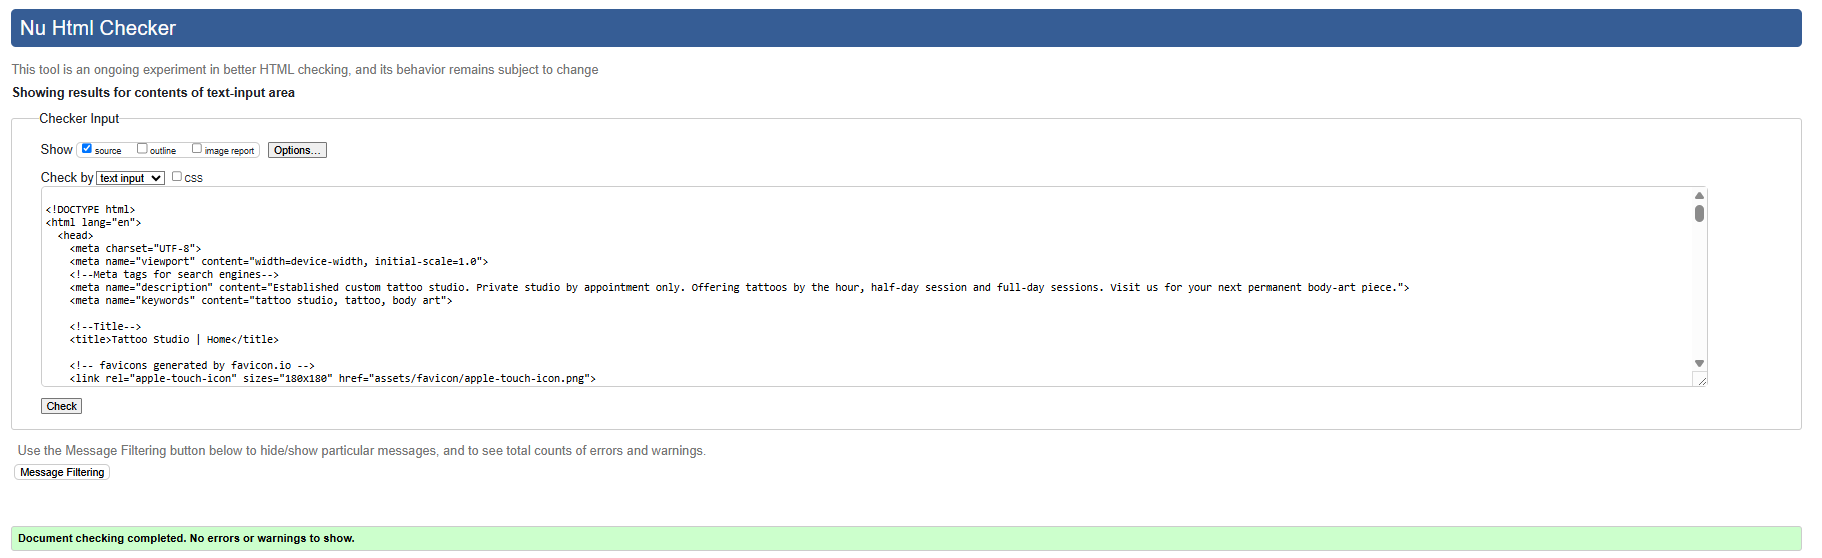 Nu Html Checker
This tool is an ongoing experiment in better HTML checking, and its behavior remains subject to change
Showing results for contents of text-input area
Checker Input
Show source outline image report Options...
Check by text input CSS
<!DOCTYPE html>
<html lang="en">
<head>
<meta charset="UTF-8">
<meta name="viewport" content="width=device-width, initial-scale=1.0">
<!--Meta tags for search engines-->
<meta name="description" content="Established custom tattoo studio. Private studio by appointment only. Offering tattoos by the hour, half-day session and full-day sessions. Visit us for your next permanent body-art piece.">
<meta name="keywords" content="tattoo studio, tattoo, body art">
<!--Title-->
<title>Tattoo Studio | Home</title>
<!-- favicons generated by favicon.io -->
<link rel="apple-touch-icon" sizes="180x180" href="assets/favicon/apple-touch-icon.png">
Check
Use the Message Filtering button below to hide/show particular messages, and to see total counts of errors and warnings.
Message Filtering
Document checking completed. No errors or warnings to show.